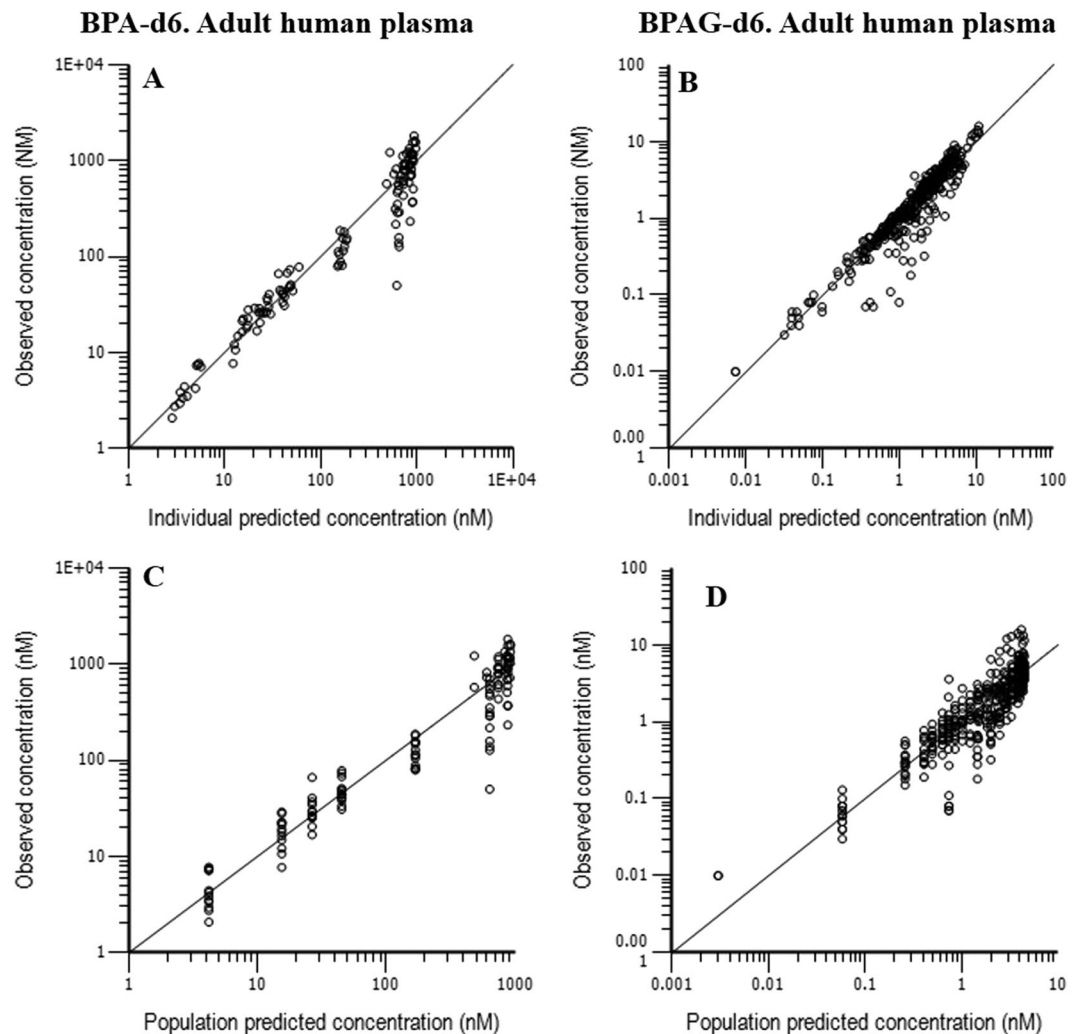 BPA-d6. Adult human plasma
BPAG-d6. Adult human plasma
A
1E+04
1000
100
10
1
Observed concentration (NM)
1
10
100
1000
1E+04
Individual predicted concentration (nM)
B
100
10
1
0.1
0.01
0.00
1
Observed concentration (NM)
0.001
0.01
0.1
1
10
100
Individual predicted concentration (nM)
C
1E+04
1000
100
10
1
Observed concentration (nM)
1
10
100
1000
Population predicted concentration (nM)
D
100
10
1
0.1
0.01
0.00
1
Observed concentration (nM)
0.001
0.01
0.1
1
10
Population predicted concentration (nM)